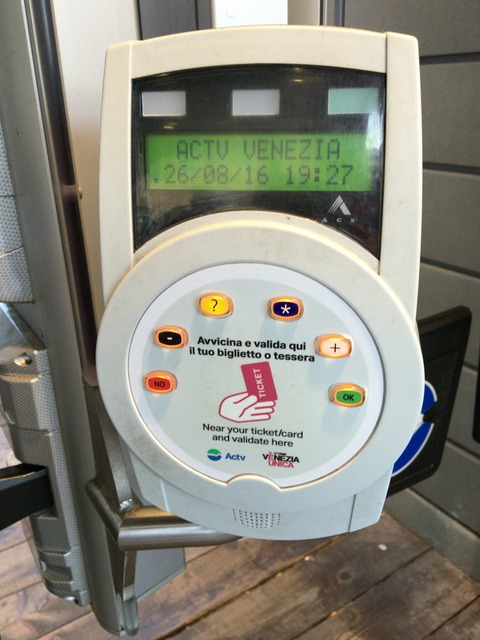 ACTV VENEZIA
.26/08/16 19:27
ACS
?
*
-
+
NO
OK
Avvicina e valida qui
il tuo biglietto o tessera
TICKET
Near your ticket/card
and validate here
Actv
VENEZIA
UNICA